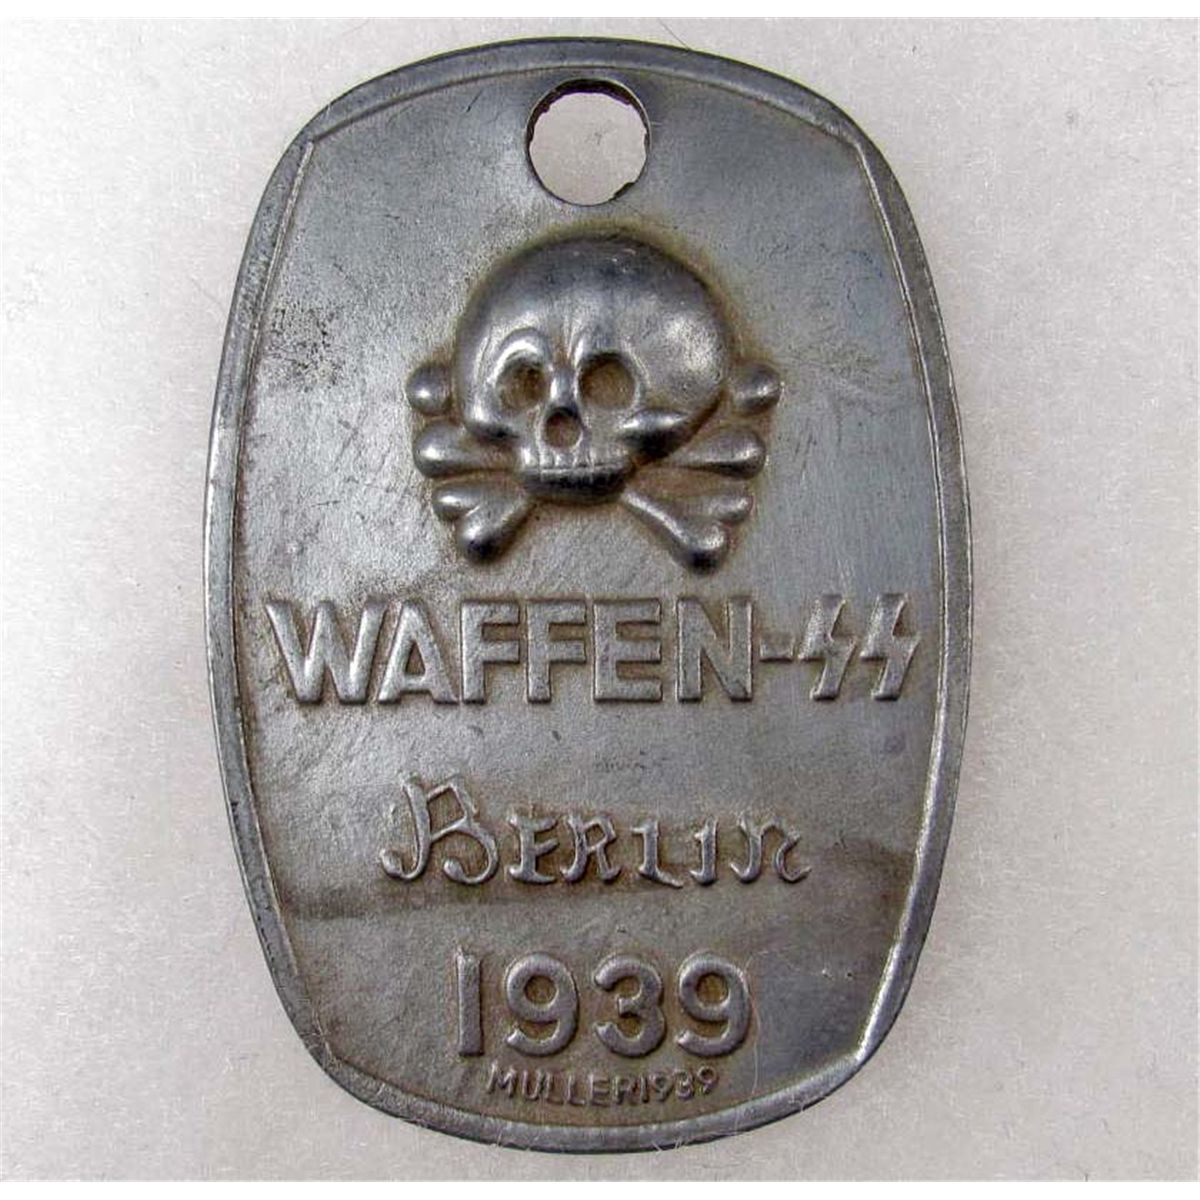 WAFFEN-SS
BERLIN
1939
MULLER1939